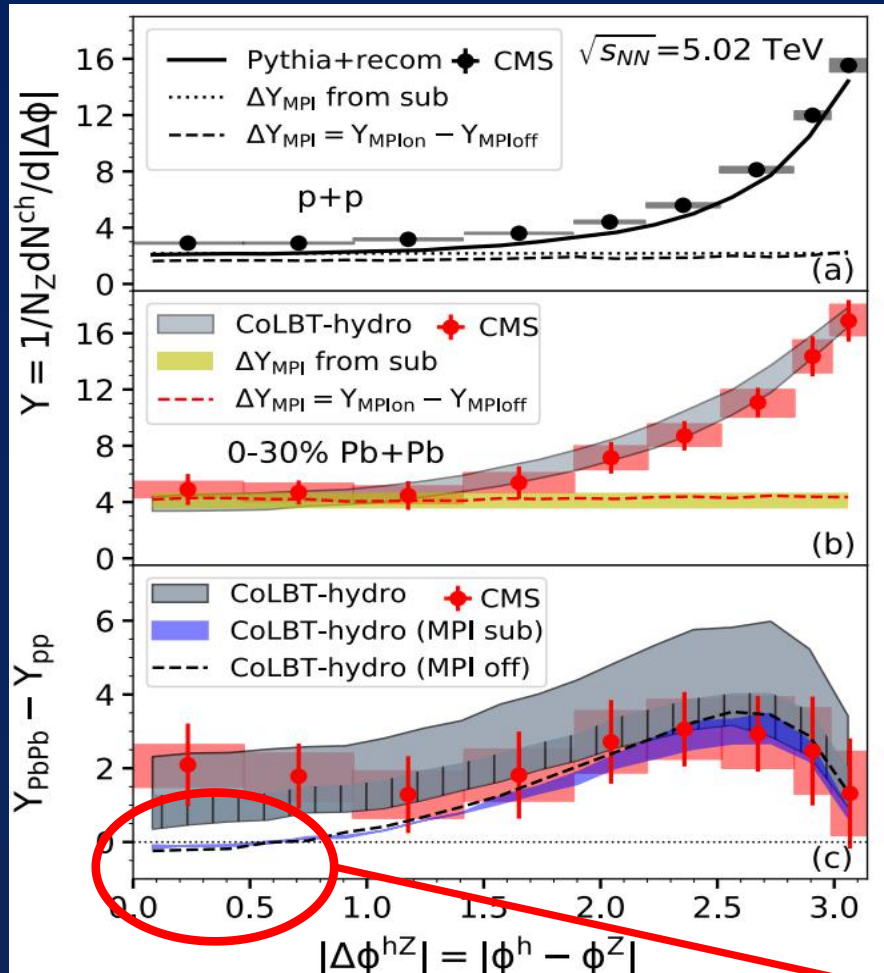 Y = 1/N_Z dN^ch/d|Δϕ|
16
12
8
4
0
Pythia+recom CMS
ΔY_MPI from sub
ΔY_MPI = Y_MPIon − Y_MPIoff
√s_NN =5.02 TeV
p+p
(a)
16
12
8
4
0
CoLBT-hydro CMS
ΔY_MPI from sub
ΔY_MPI = Y_MPIon − Y_MPIoff
0-30% Pb+Pb
(b)
Y_PbPb − Y_pp
6
4
2
0
CoLBT-hydro CMS
CoLBT-hydro (MPI sub)
CoLBT-hydro (MPI off)
(c)
0.0 0.5 1.0 1.5 2.0 2.5 3.0
|Δϕ^hZ| = |ϕ^h − ϕ^Z|